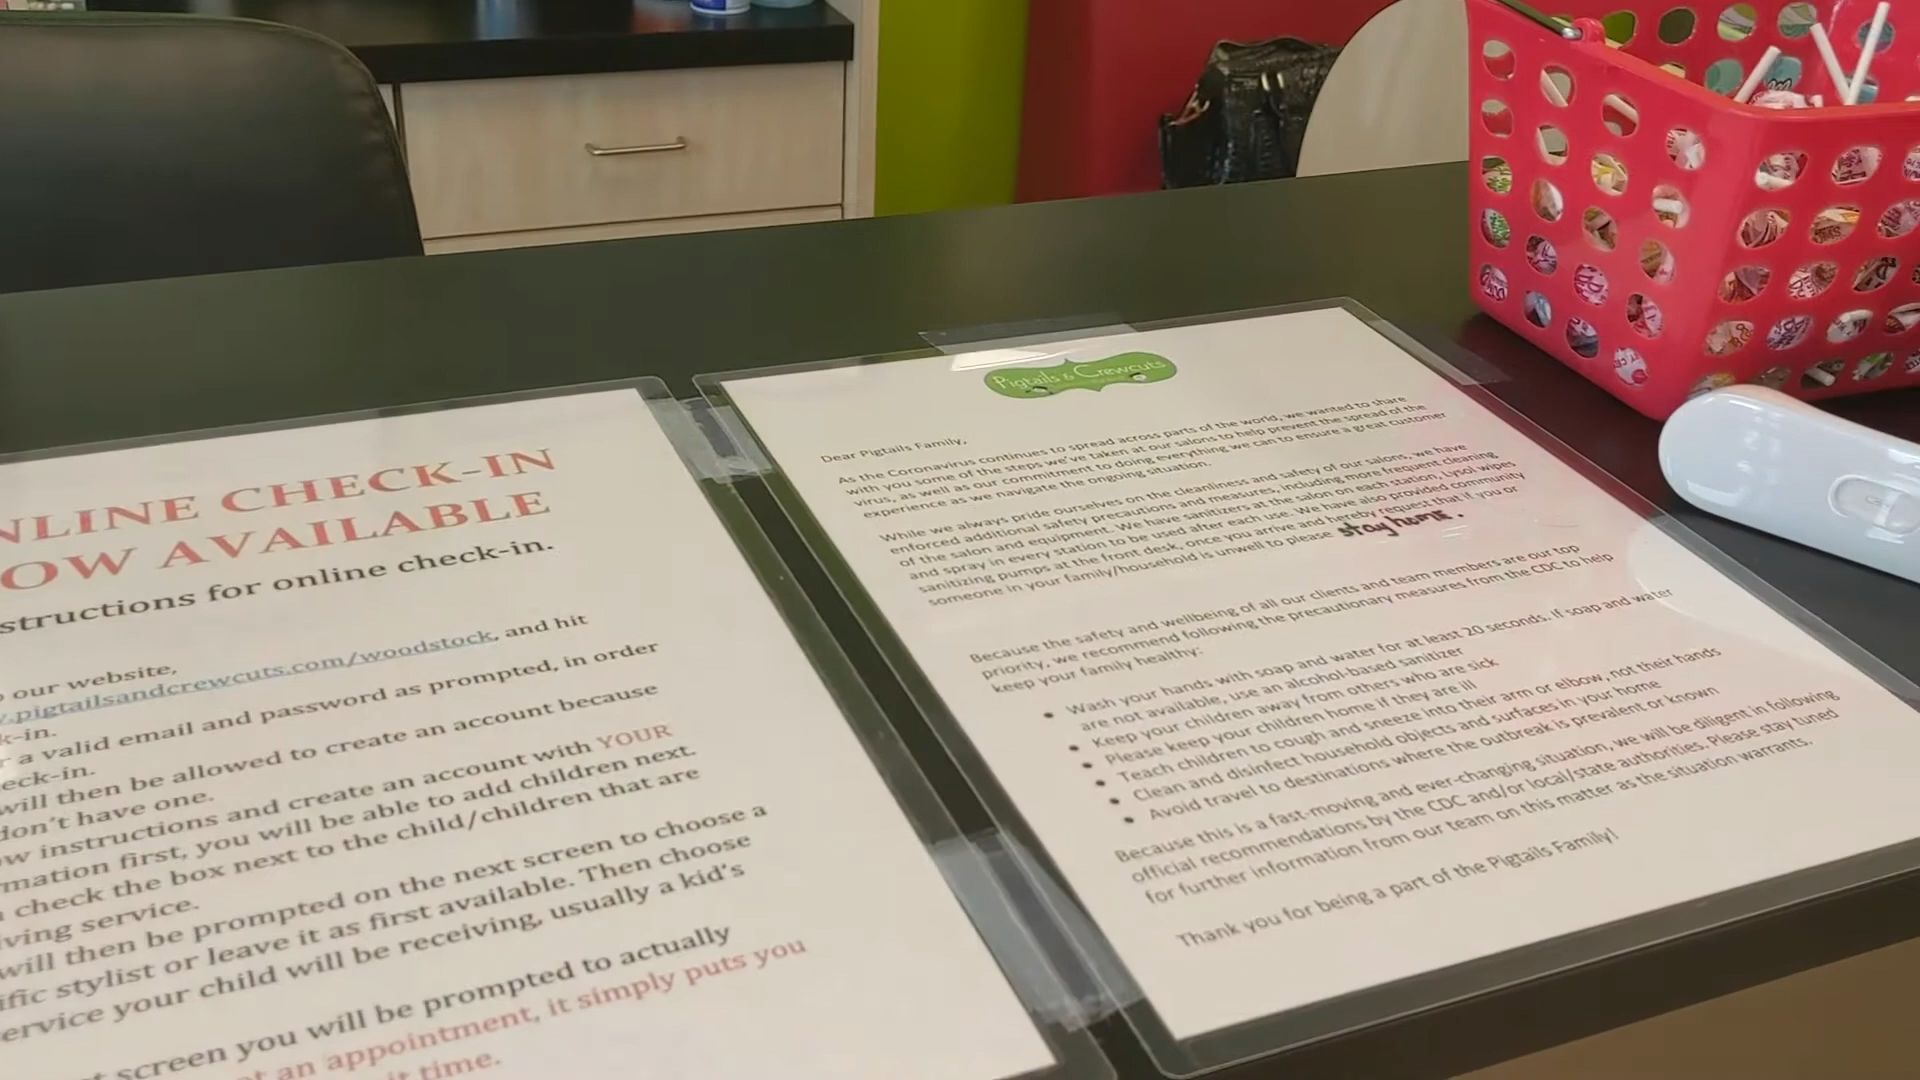 NLINE CHECK-IN
OW AVAILABLE
structions for online check-in.
our website,
.pigtailsandcrewcuts.com/woodstock, and hit
k-in.
r a valid email and password as prompted, in order
eck-in.
will then be allowed to create an account because
don't have one.
ow instructions and create an account with YOUR
rmation first, you will be able to add children next.
check the box next to the child/children that are
iving service.
will then be prompted on the next screen to choose a
ific stylist or leave it as first available. Then choose
ervice your child will be receiving, usually a kid's
t screen you will be prompted to actually
ot an appointment, it simply puts you
it time.
Pigtails & Crewcuts
Dear Pigtails Family,
As the Coronavirus continues to spread across parts of the world, we wanted to share
with you some of the steps we've taken at our salons to help prevent the spread of the
virus, as well as our commitment to doing everything we can to ensure a great customer
experience as we navigate the ongoing situation.
While we always pride ourselves on the cleanliness and safety of our salons, we have
enforced additional safety precautions and measures, including more frequent cleaning
of the salon and equipment. We have sanitizers at the salon on each station, Lysol wipes
and spray in every station to be used after each use. We have also provided community
sanitizing pumps at the front desk, once you arrive and hereby request that if you or
someone in your family/household is unwell to please stay home.
Because the safety and wellbeing of all our clients and team members are our top
priority, we recommend following the precautionary measures from the CDC to help
keep your family healthy:
• Wash your hands with soap and water for at least 20 seconds. If soap and water
are not available, use an alcohol-based sanitizer
• Keep your children away from others who are sick
• Please keep your children home if they are ill
• Teach children to cough and sneeze into their arm or elbow, not their hands
• Clean and disinfect household objects and surfaces in your home
• Avoid travel to destinations where the outbreak is prevalent or known
Because this is a fast-moving and ever-changing situation, we will be diligent in following
official recommendations by the CDC and/or local/state authorities. Please stay tuned
for further information from our team on this matter as the situation warrants.
Thank you for being a part of the Pigtails Family!